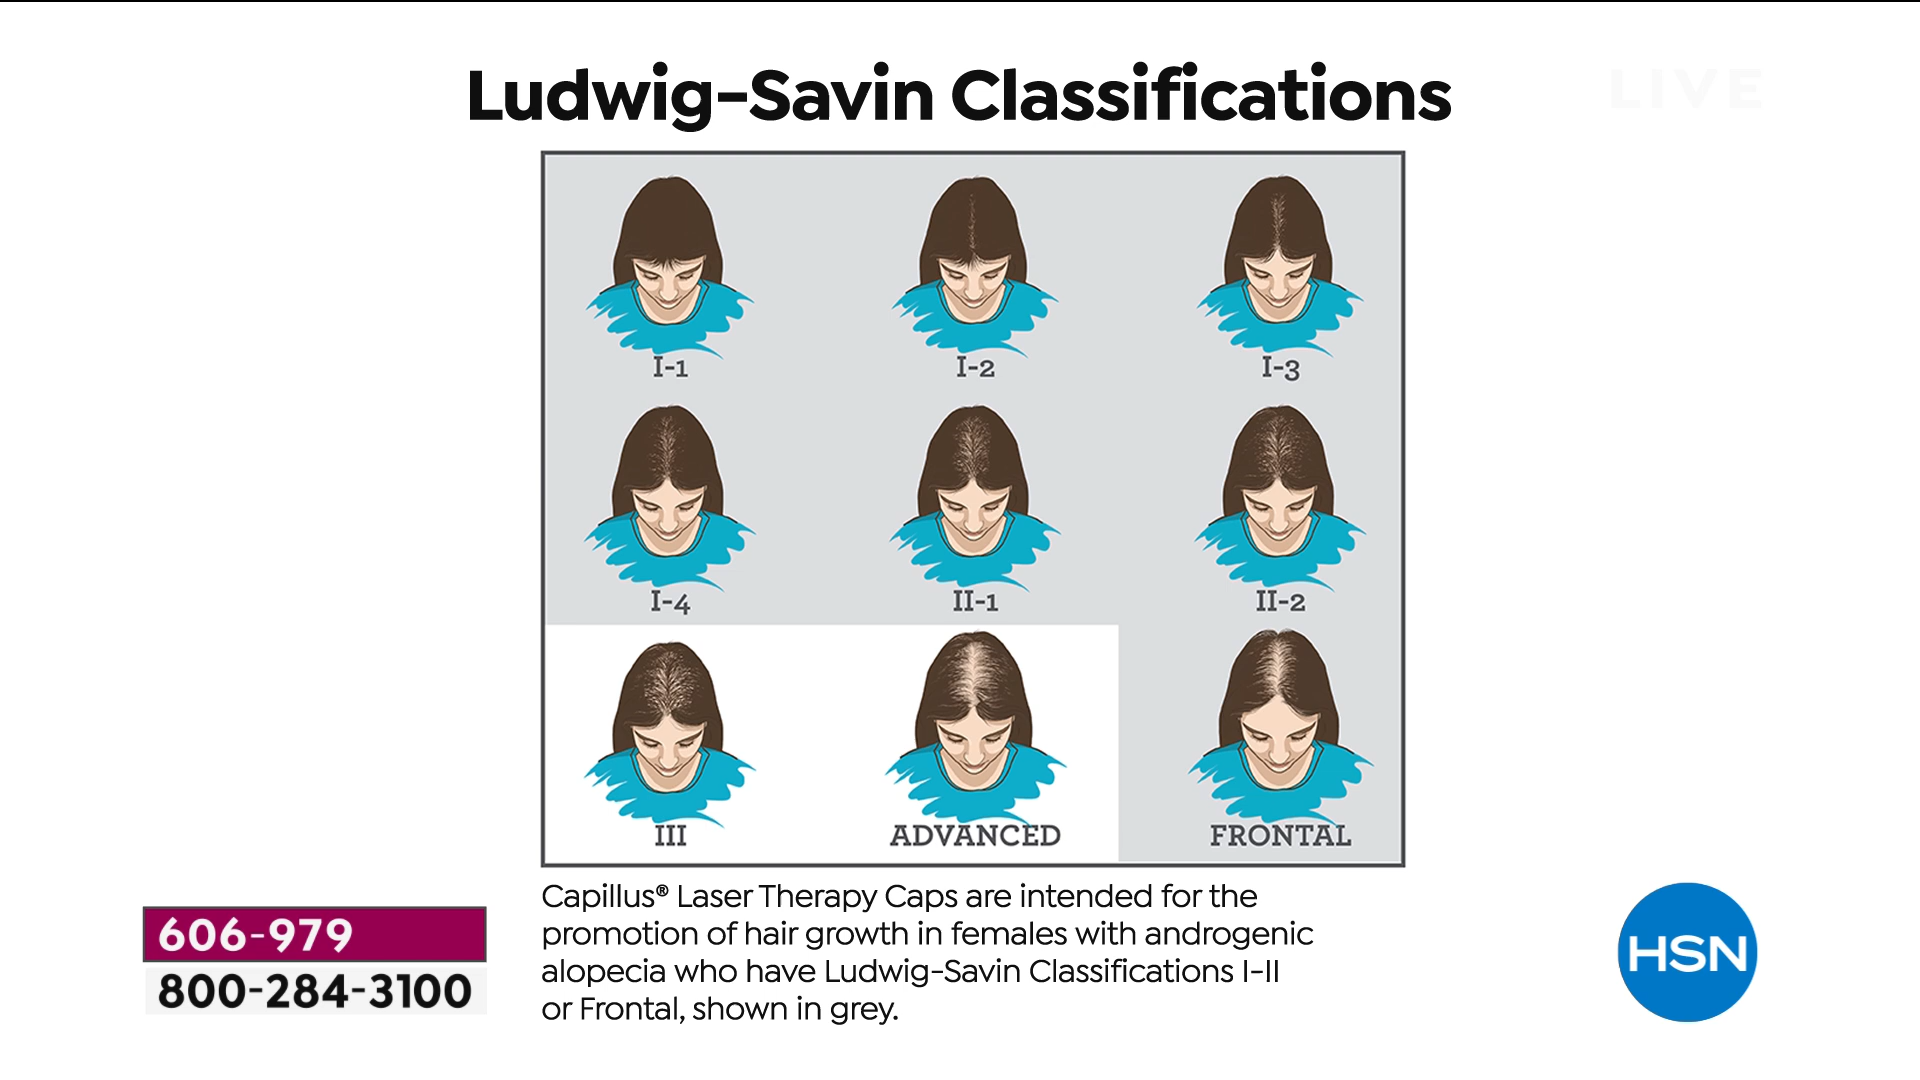 Ludwig-Savin Classifications
LIVE
I-1
I-2
I-3
I-4
II-1
II-2
III
ADVANCED
FRONTAL
Capillus® Laser Therapy Caps are intended for the
promotion of hair growth in females with androgenic
alopecia who have Ludwig-Savin Classifications I-II
or Frontal, shown in grey.
606-979
800-284-3100
HSN